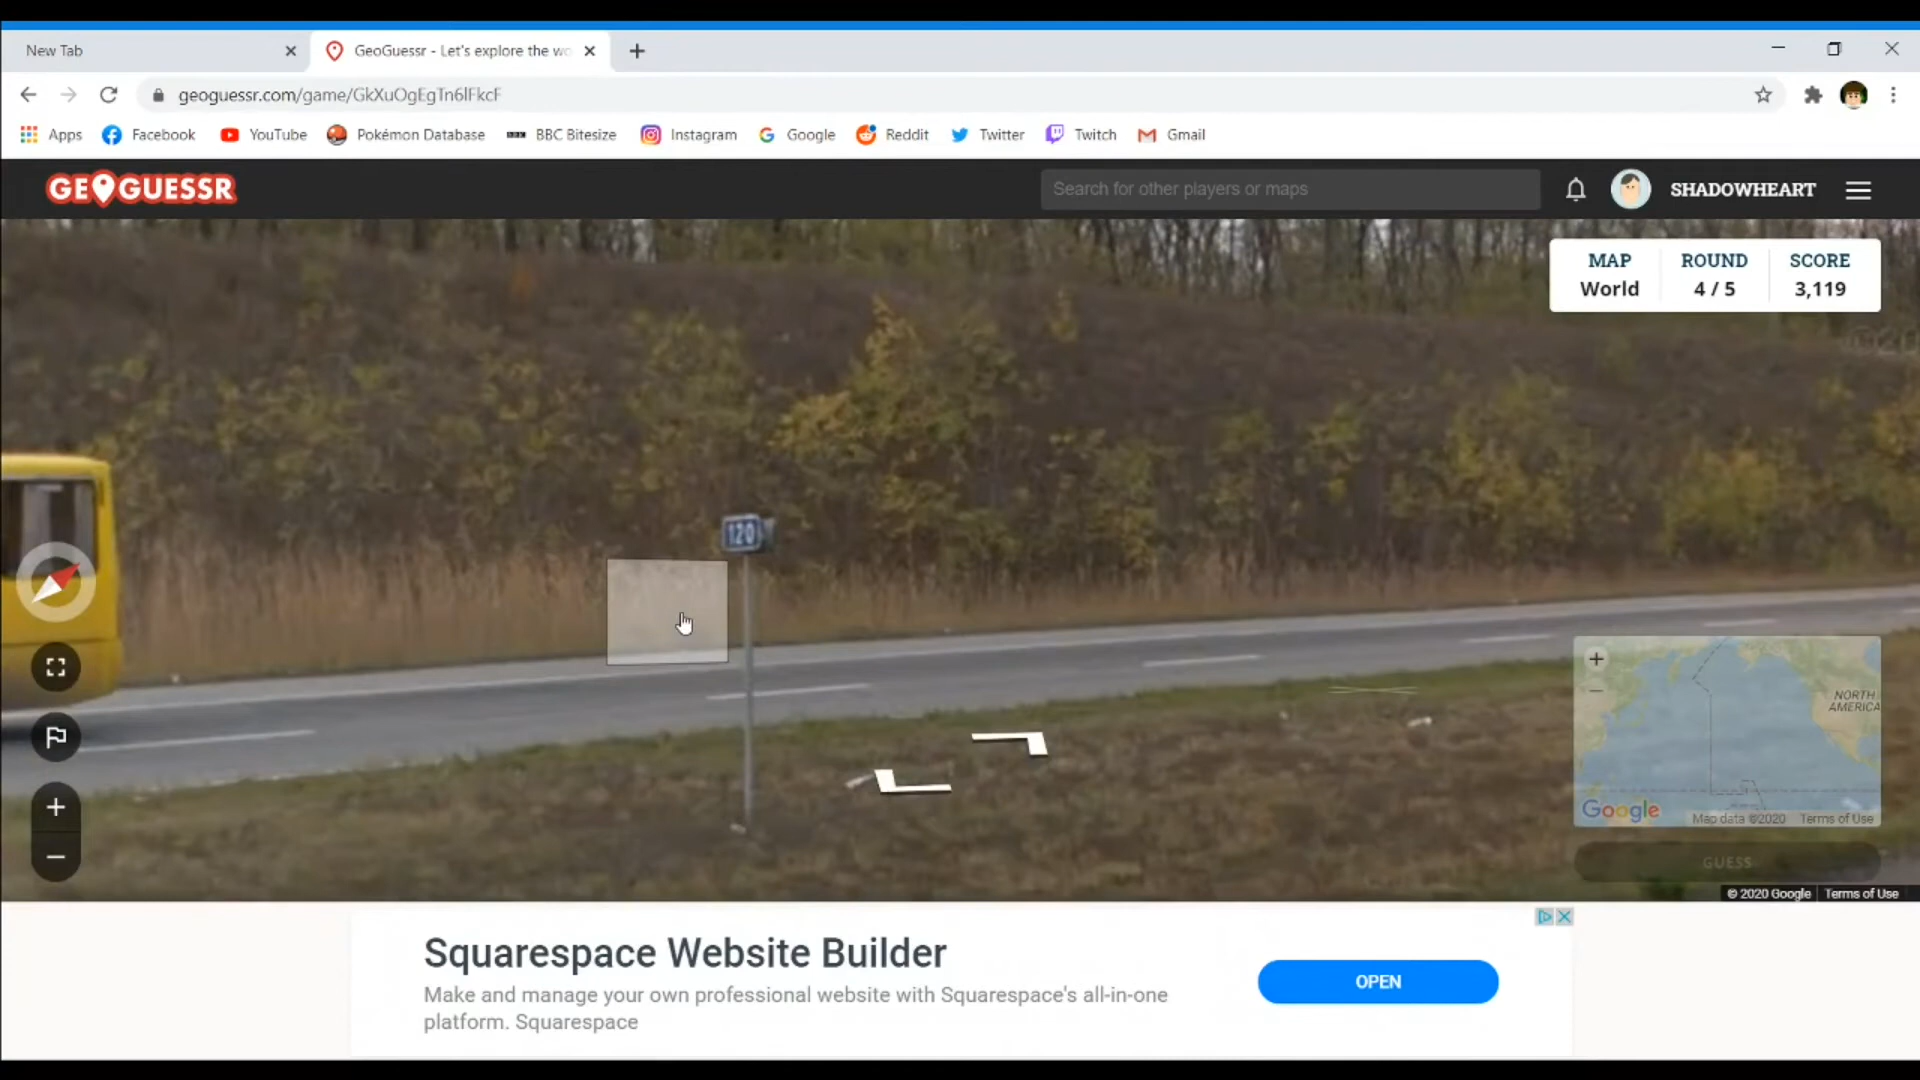 New Tab
GeoGuessr - Let's explore the wo
geoguessr.com/game/GkXuOgEgTn6lFkcF
Apps
Facebook
YouTube
Pokémon Database
BBC Bitesize
Instagram
Google
Reddit
Twitter
Twitch
Gmail
GEOGUESSR
Search for other players or maps
SHADOWHEART
MAP
World
ROUND
4 / 5
SCORE
3,119
120
NORTH
AMERICA
Google
Map data ©2020
Terms of Use
GUESS
© 2020 Google
Terms of Use
Squarespace Website Builder
Make and manage your own professional website with Squarespace's all-in-one
platform. Squarespace
OPEN